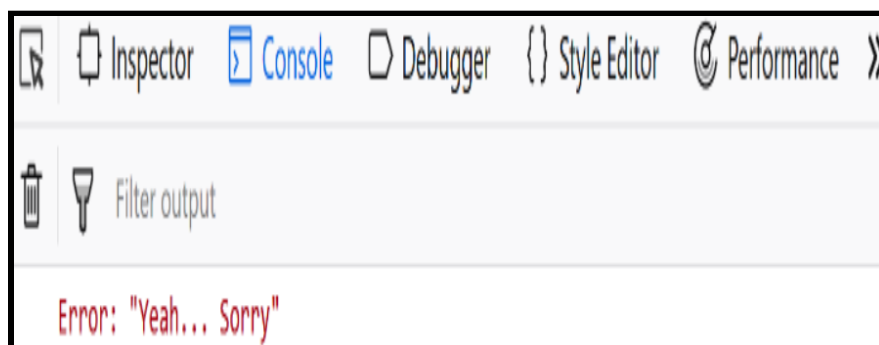 Inspector Console Debugger { } Style Editor Performance »
Filter output
Error: "Yeah... Sorry"